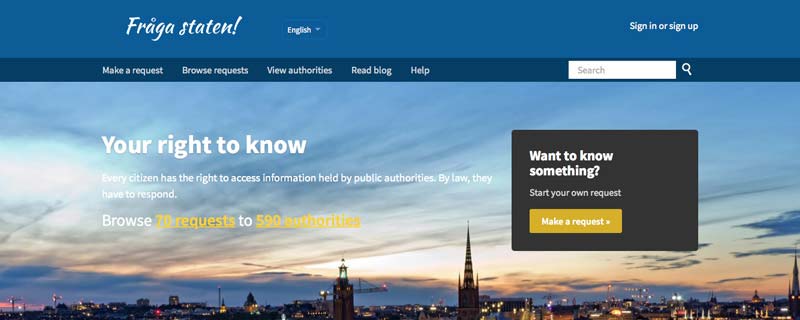 Fråga staten!
English
Sign in or sign up
Make a request
Browse requests
View authorities
Read blog
Help
Search
Your right to know
Every citizen has the right to access information held by public authorities. By law, they
have to respond.
Browse 70 requests to 590 authorities
Want to know
something?
Start your own request
Make a request »